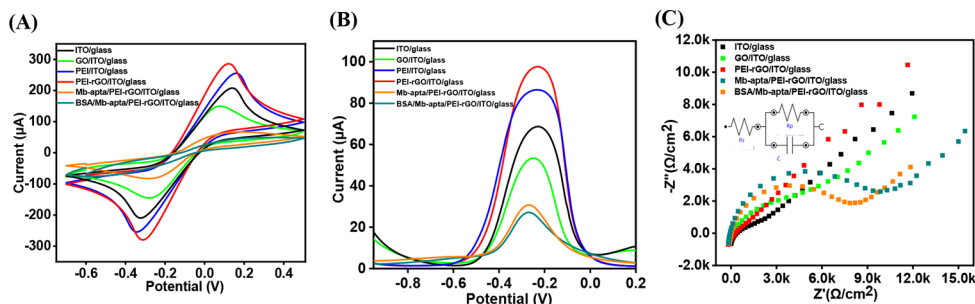 (A)
300
200
100
0
-100
-200
-300
Current (µA)
ITO/glass
GO/ITO/glass
PEI/ITO/glass
PEI-rGO/ITO/glass
Mb-apta/PEI-rGO/ITO/glass
BSA/Mb-apta/PEI-rGO/ITO/glass
-0.6 -0.4 -0.2 0.0 0.2 0.4
Potential (V)
(B)
100
80
60
40
20
0
Current (µA)
ITO/glass
GO/ITO/glass
PEI/ITO/glass
PEI-rGO/ITO/glass
Mb-apta/PEI-rGO/ITO/glass
BSA/Mb-apta/PEI-rGO/ITO/glass
-0.8 -0.6 -0.4 -0.2 0.0 0.2
Potential (V)
(C)
12.0k
10.0k
8.0k
6.0k
4.0k
2.0k
0.0
-2.0k
-Z''(Ω/cm²)
ITO/glass
GO/ITO/glass
PEI-rGO/ITO/glass
Mb-apta/PEI-rGO/ITO/glass
BSA/Mb-apta/PEI-rGO/ITO/glass
Rs
Rp
C
0.0 3.0k 6.0k 9.0k 12.0k 15.0k
Z'(Ω/cm²)